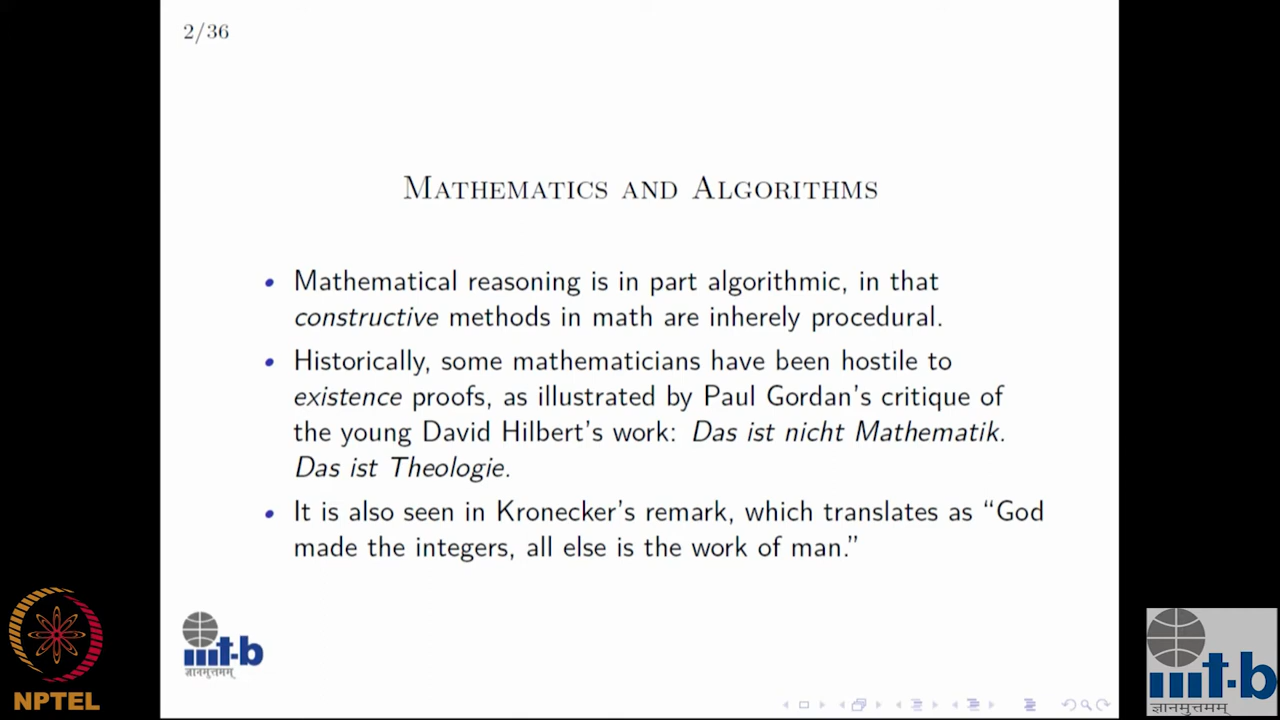 2/36
Mathematics and Algorithms
• Mathematical reasoning is in part algorithmic, in that
constructive methods in math are inherely procedural.
• Historically, some mathematicians have been hostile to
existence proofs, as illustrated by Paul Gordan's critique of
the young David Hilbert's work: Das ist nicht Mathematik.
Das ist Theologie.
• It is also seen in Kronecker's remark, which translates as “God
made the integers, all else is the work of man.”
NPTEL
iiit-b
ज्ञानमुत्तमम्
iiit-b
ज्ञानमुत्तमम्